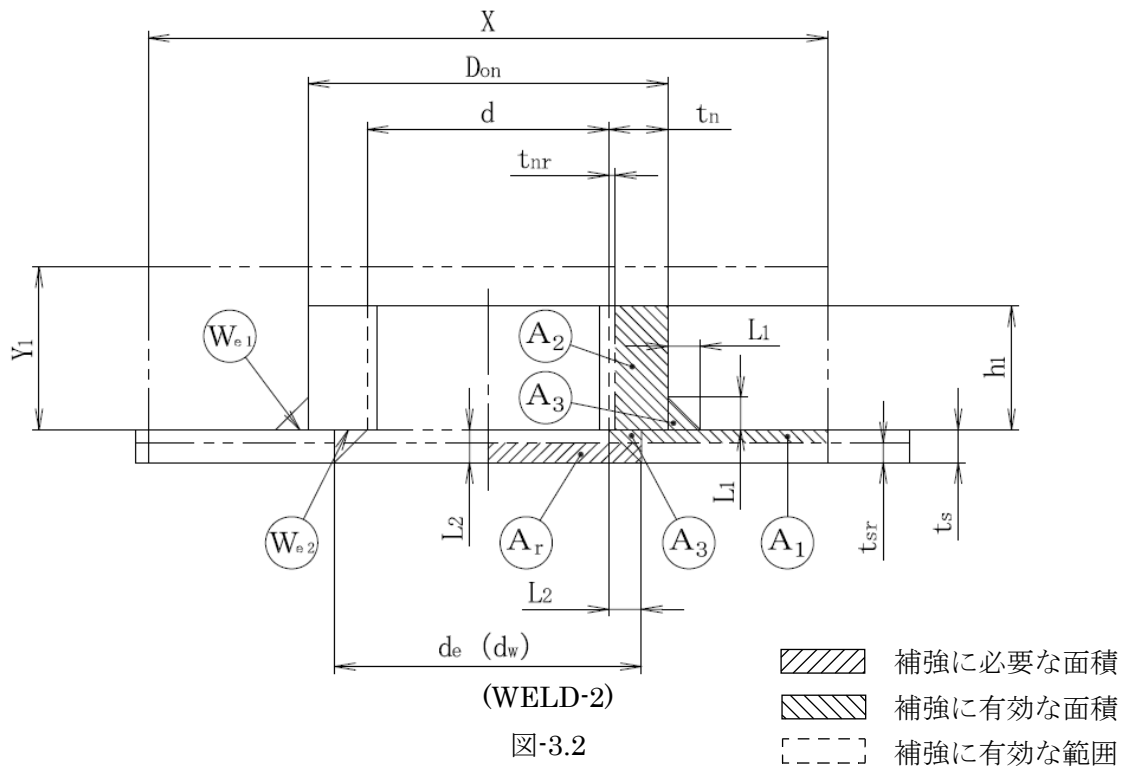 X
Don
d
tn
tnr
Y1
We1
A2
A3
L1
h1
L1
L2
We2
Ar
A3
A1
tsr
ts
L2
de (dw)
(WELD-2)
図-3.2
補強に必要な面積
補強に有効な面積
補強に有効な範囲